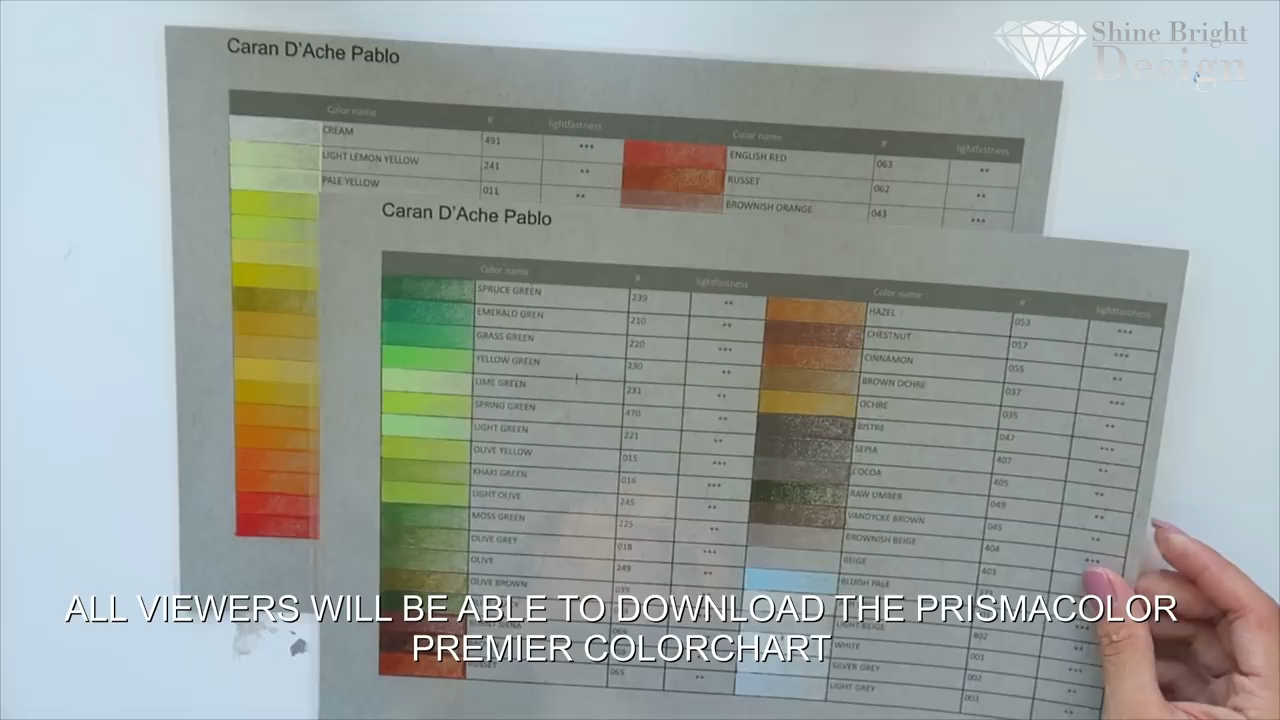 Shine Bright
Design
Caran D'Ache Pablo
Color name # lightfastness Color name # lightfastness
CREAM 491 *** ENGLISH RED 063 **
LIGHT LEMON YELLOW 241 ** RUSSET 062 **
PALE YELLOW 011 ** BROWNISH ORANGE 043 ***
Caran D'Ache Pablo
Color name # lightfastness Color name # lightfastness
SPRUCE GREEN 239 ** HAZEL 053 ***
EMERALD GREN 210 ** CHESTNUT 057 ***
GRASS GREEN 220 *** CINNAMON 055 **
YELLOW GREEN 230 ** BROWN OCHRE 037 ***
LIME GREEN 231 ** OCHRE 035 **
SPRING GREEN 470 ** BISTRE 047 **
LIGHT GREEN 221 ** SEPIA 407 **
OLIVE YELLOW 015 *** COCOA 405 **
KHAKI GREEN 016 *** RAW UMBER 049 **
LIGHT OLIVE 245 VANDYCKE BROWN 045 **
MOSS GREEN 225 ** BROWNISH BEIGE 404 ***
OLIVE GREY 018 *** BEIGE 403
OLIVE 249 ** BLUISH PALE
OLIVE BROWN 039
LIGHT BEIGE 402 ***
WHITE 001 ***
SILVER GREY 002 **
065 ** LIGHT GREY 003 **
ALL VIEWERS WILL BE ABLE TO DOWNLOAD THE PRISMACOLOR
PREMIER COLORCHART